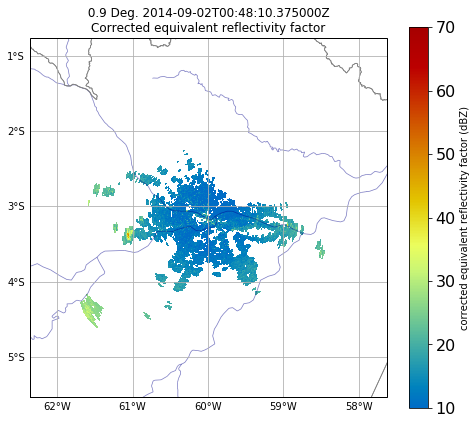 0.9 Deg. 2014-09-02T00:48:10.375000Z
Corrected equivalent reflectivity factor
1°S
2°S
3°S
4°S
5°S
62°W
61°W
60°W
59°W
58°W
70
60
50
40
30
20
10
corrected equivalent reflectivity factor (dBZ)